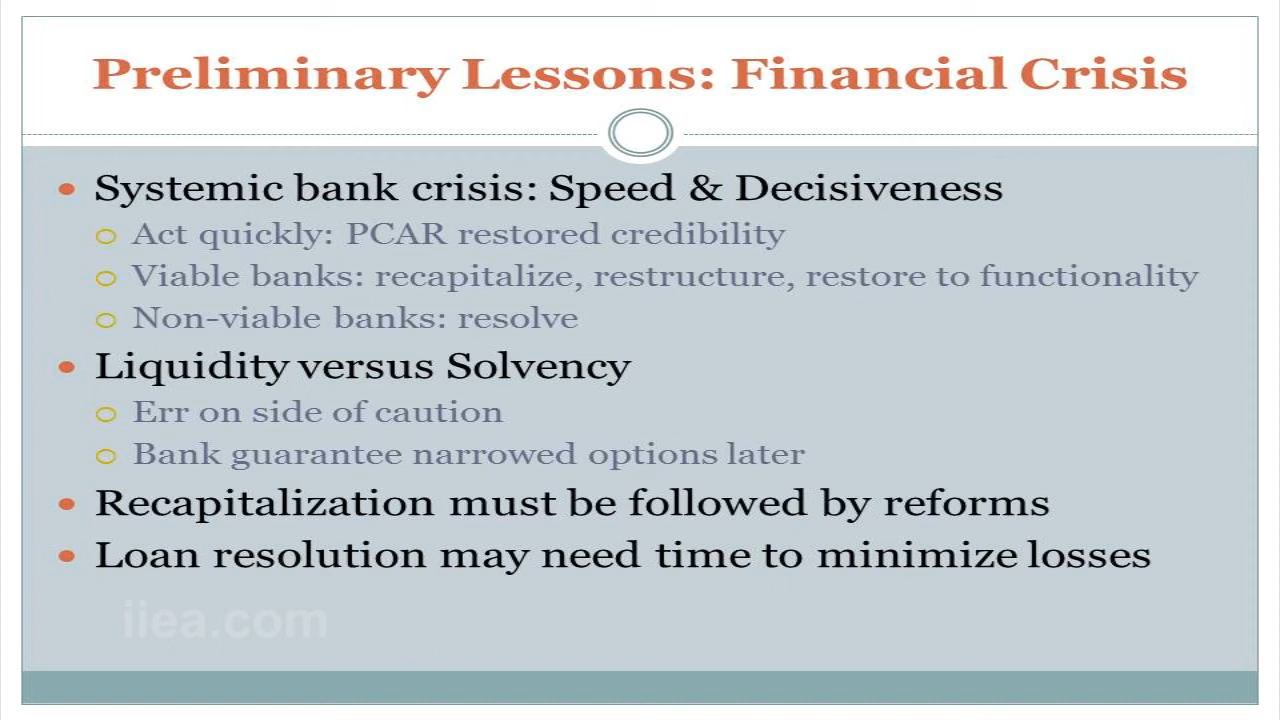 Preliminary Lessons: Financial Crisis
Systemic bank crisis: Speed & Decisiveness
Act quickly: PCAR restored credibility
Viable banks: recapitalize, restructure, restore to functionality
Non-viable banks: resolve
Liquidity versus Solvency
Err on side of caution
Bank guarantee narrowed options later
Recapitalization must be followed by reforms
Loan resolution may need time to minimize losses
iiea.com